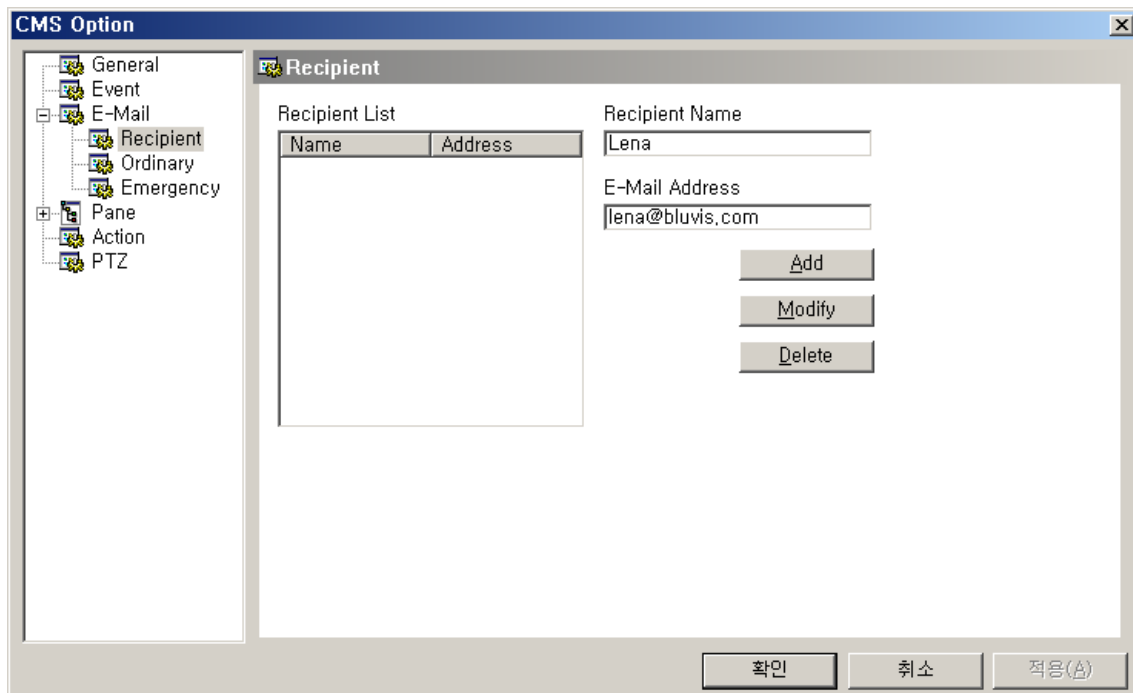 CMS Option
General
Event
E-Mail
Recipient
Ordinary
Emergency
Pane
Action
PTZ
Recipient
Recipient List
Name Address
Recipient Name
Lena
E-Mail Address
lena@bluvis.com
Add
Modify
Delete
확인 취소 적용(A)